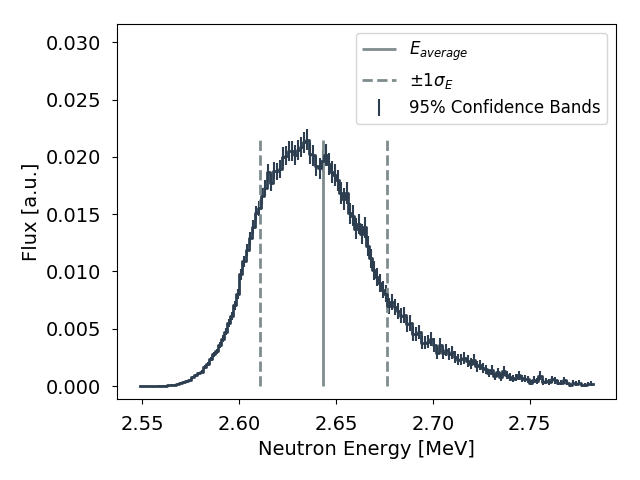 0.030
0.025
0.020
0.015
0.010
0.005
0.000
Flux [a.u.]
E_average
±1σ_E
95% Confidence Bands
2.55 2.60 2.65 2.70 2.75
Neutron Energy [MeV]